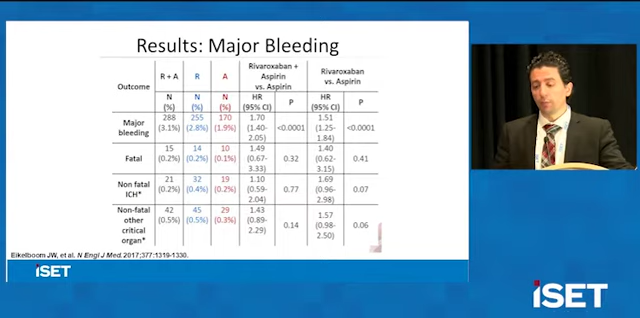 Results: Major Bleeding
Outcome R + A R A Rivaroxaban + Aspirin vs. Aspirin Rivaroxaban vs. Aspirin
N (%) N (%) N (%) HR (95% CI) P HR (95% CI) P
Major bleeding 288 (3.1%) 255 (2.8%) 170 (1.9%) 1.70 (1.40-2.05) <0.0001 1.51 (1.25-1.84) <0.0001
Fatal 15 (0.2%) 14 (0.2%) 10 (0.1%) 1.49 (0.67-3.33) 0.32 1.40 (0.62-3.15) 0.41
Non fatal ICH* 21 (0.2%) 32 (0.4%) 19 (0.2%) 1.10 (0.59-2.04) 0.77 1.69 (0.96-2.98) 0.07
Non-fatal other critical organ* 42 (0.5%) 45 (0.5%) 29 (0.3%) 1.43 (0.89-2.29) 0.14 1.57 (0.98-2.50) 0.06
Eikelboom JW, et al. N Engl J Med. 2017;377:1319-1330.
iSET
iSET